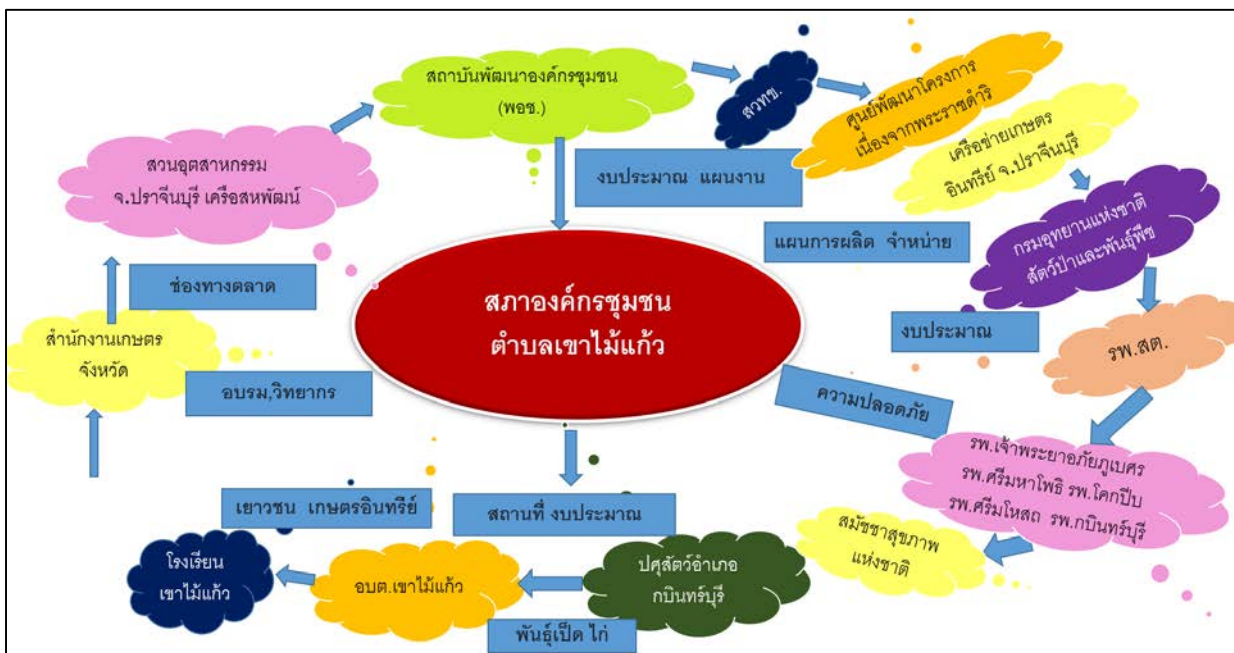 สถาบันพัฒนาองค์กรชุมชน
(พอช.)
สวทช.
ศูนย์พัฒนาโครงการ
เนื่องจากพระราชดำริ
เครือข่ายเกษตร
อินทรีย์ จ.ปราจีนบุรี
สวนอุตสาหกรรม
จ.ปราจีนบุรี เครือสหพัฒน์
งบประมาณ แผนงาน
กรมอุทยานแห่งชาติ
สัตว์ป่าและพันธุ์พืช
แผนการผลิต จำหน่าย
ช่องทางตลาด
สภาองค์กรชุมชน
ตำบลเขาไม้แก้ว
งบประมาณ
รพ.สต.
สำนักงานเกษตร
จังหวัด
อบรม,วิทยากร
ความปลอดภัย
รพ.เจ้าพระยาอภัยภูเบศร
รพ.ศรีมหาโพธิ รพ.โคกปีบ
รพ.ศรีมโหสถ รพ.กบินทร์บุรี
เยาวชน เกษตรอินทรีย์
สถานที่ งบประมาณ
สมัชชาสุขภาพ
แห่งชาติ
โรงเรียน
เขาไม้แก้ว
อบต.เขาไม้แก้ว
ปศุสัตว์อำเภอ
กบินทร์บุรี
พันธุ์เป็ด ไก่